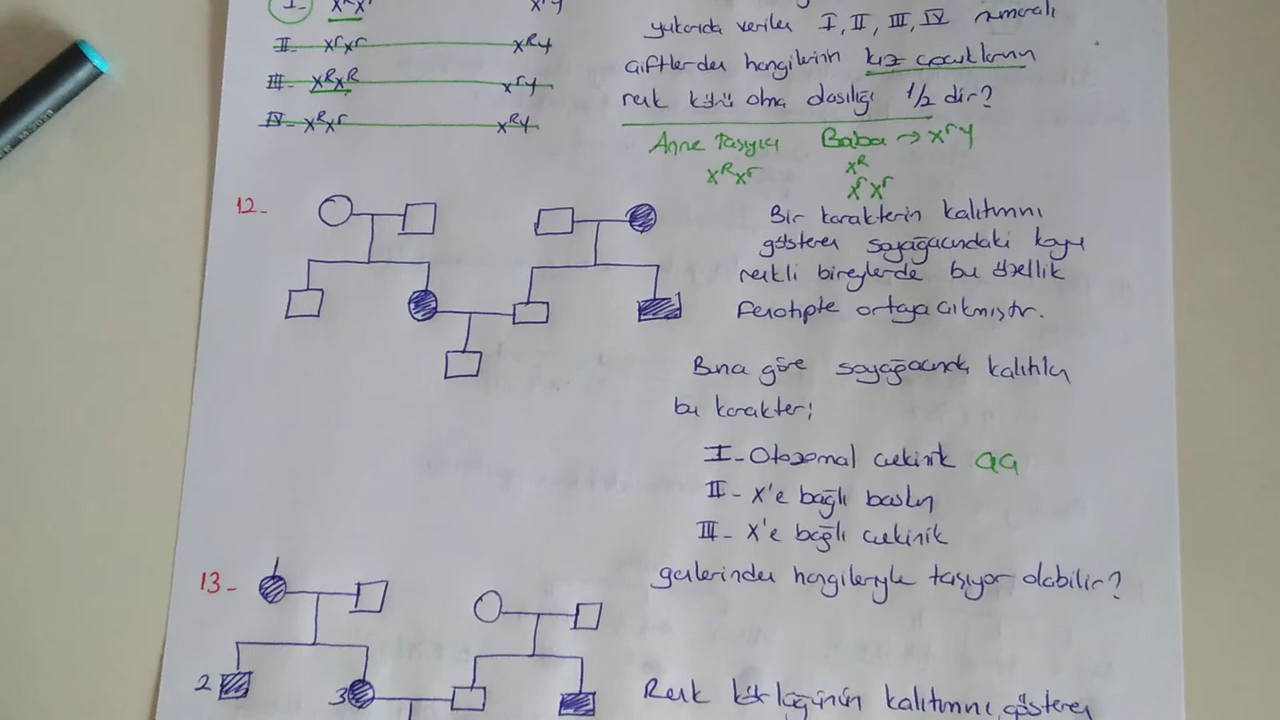 I- XᴿXʳ XʳY
II- XʳXʳ XᴿY
III- XᴿXᴿ XʳY
IV- XᴿXʳ XᴿY
yukarıda verilen I, II, III, IV numaralı
çiftlerden hangilerinin kız çocuklarının
renk körü olma olasılığı 1/2 dir?
Anne Taşıyıcı Baba → XʳY
XᴿXʳ Xᴿ
XʳXʳ
12-
Bir karakterin kalıtımını
gösteren soyağacındaki koyu
renkli bireylerde bu özellik
fenotipte ortaya çıkmıştır.
Buna göre soyağacında kalıtılan
bu karakter;
I- Otozomal çekinik aa
II- X'e bağlı baskın
III- X'e bağlı çekinik
genlerinden hangileriyle taşınıyor olabilir?
13-
2
3
Renk körlüğünün kalıtımını gösteren